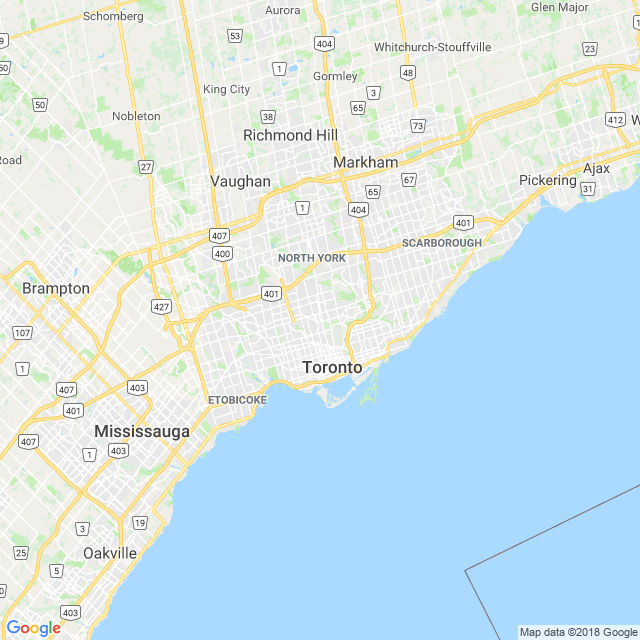 Glen Major
Aurora
Schomberg
53
404
Whitchurch-Stouffville
23
50
1
48
Gormley
King City
3
50
65
38
Nobleton
412
73
Richmond Hill
Markham
Road
27
Ajax
Vaughan
67
Pickering
31
65
1
404
401
407
SCARBOROUGH
400
NORTH YORK
Brampton
401
427
107
1
Toronto
403
407
ETOBICOKE
401
Mississauga
407
1
403
19
3
25
Oakville
5
403
Google
Map data ©2018 Google